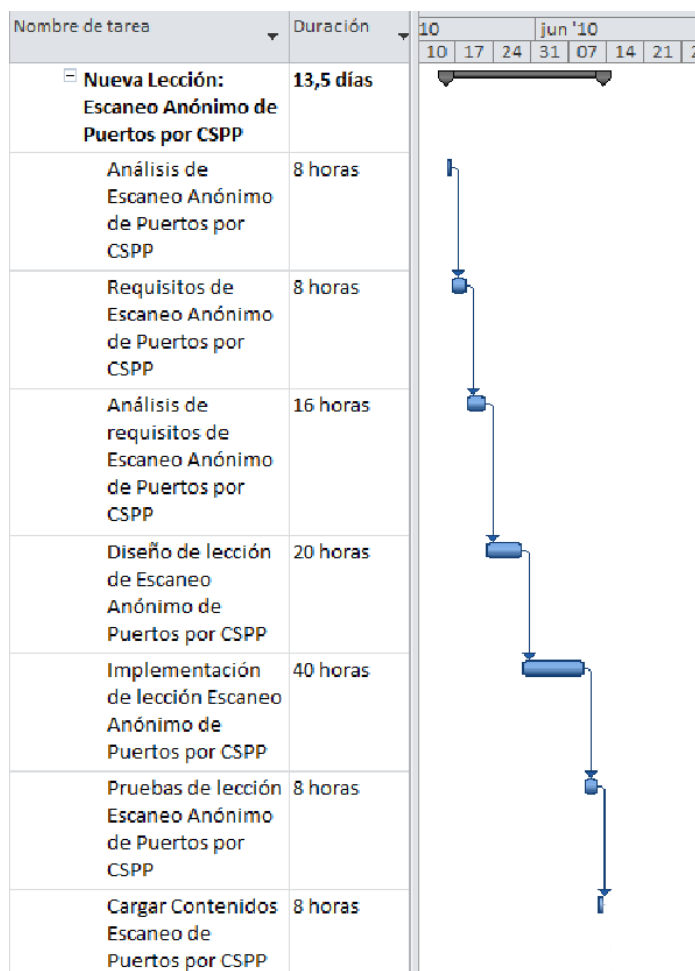 Nombre de tarea Duración 10 jun '10
10 17 24 31 07 14 21 2
Nueva Lección: 13,5 días
Escaneo Anónimo de
Puertos por CSPP
Análisis de 8 horas
Escaneo Anónimo
de Puertos por
CSPP
Requisitos de 8 horas
Escaneo Anónimo
de Puertos por
CSPP
Análisis de 16 horas
requisitos de
Escaneo Anónimo
de Puertos por
CSPP
Diseño de lección 20 horas
de Escaneo
Anónimo de
Puertos por CSPP
Implementación 40 horas
de lección Escaneo
Anónimo de
Puertos por CSPP
Pruebas de lección 8 horas
Escaneo Anónimo
de Puertos por
CSPP
Cargar Contenidos 8 horas
Escaneo de
Puertos por CSPP